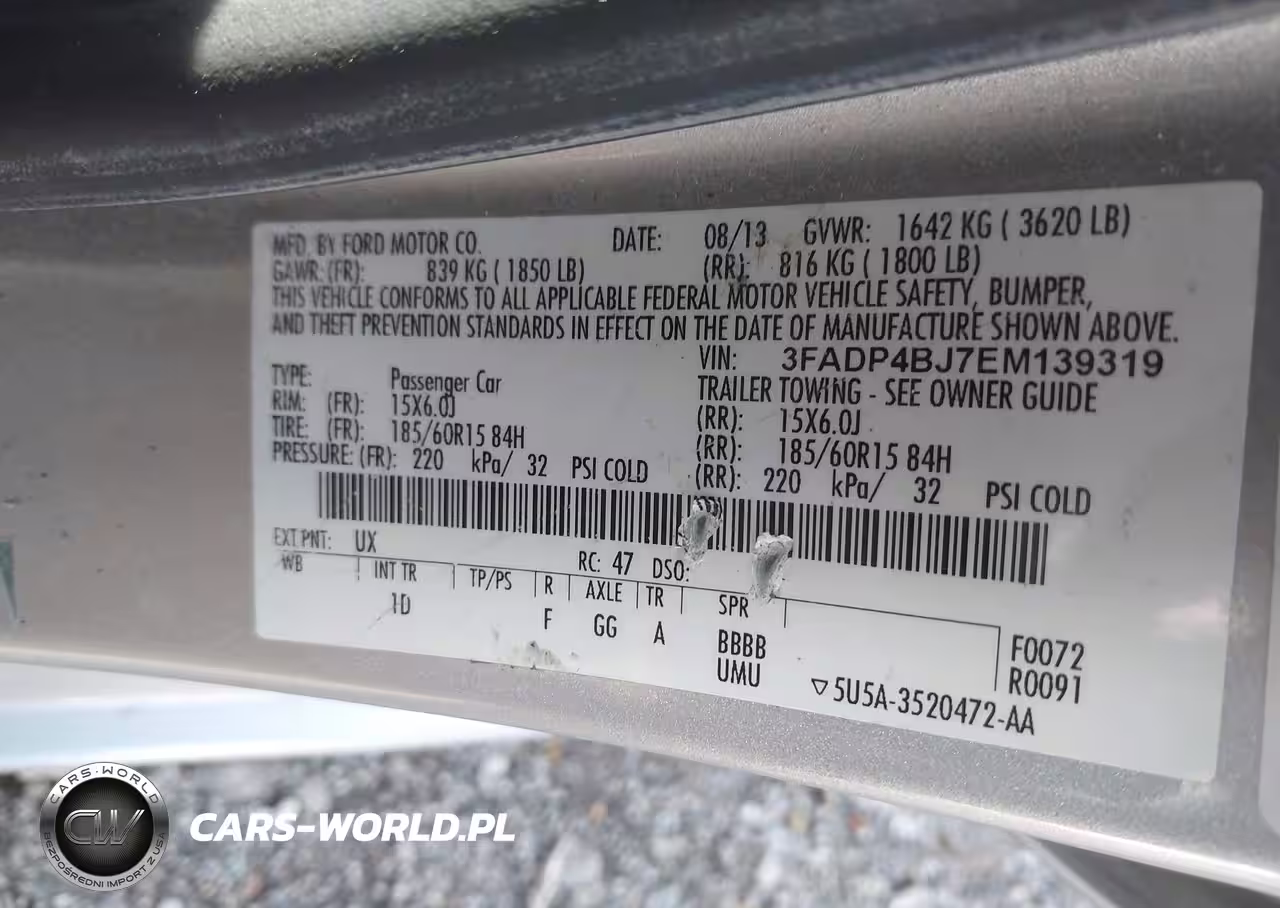 MFD. BY FORD MOTOR CO. DATE: 08/13 GVWR: 1642 KG ( 3620 LB)
GAWR: (FR): 839 KG ( 1850 LB) (RR): 816 KG ( 1800 LB)
THIS VEHICLE CONFORMS TO ALL APPLICABLE FEDERAL MOTOR VEHICLE SAFETY, BUMPER,
AND THEFT PREVENTION STANDARDS IN EFFECT ON THE DATE OF MANUFACTURE SHOWN ABOVE.
VIN: 3FADP4BJ7EM139319
TYPE: Passenger Car TRAILER TOWING - SEE OWNER GUIDE
RIM: (FR): 15X6.0J (RR): 15X6.0J
TIRE: (FR): 185/60R15 84H (RR): 185/60R15 84H
PRESSURE: (FR): 220 kPa/ 32 PSI COLD (RR): 220 kPa/ 32 PSI COLD
EXT PNT: UX RC: 47 DSO:
WB INT TR TP/PS R AXLE TR SPR
1D F GG A BBBB F0072
UMU R0091
▽5U5A-3520472-AA
CARS-WORLD
CW
BEZPOŚREDNI IMPORT Z USA
CARS-WORLD.PL